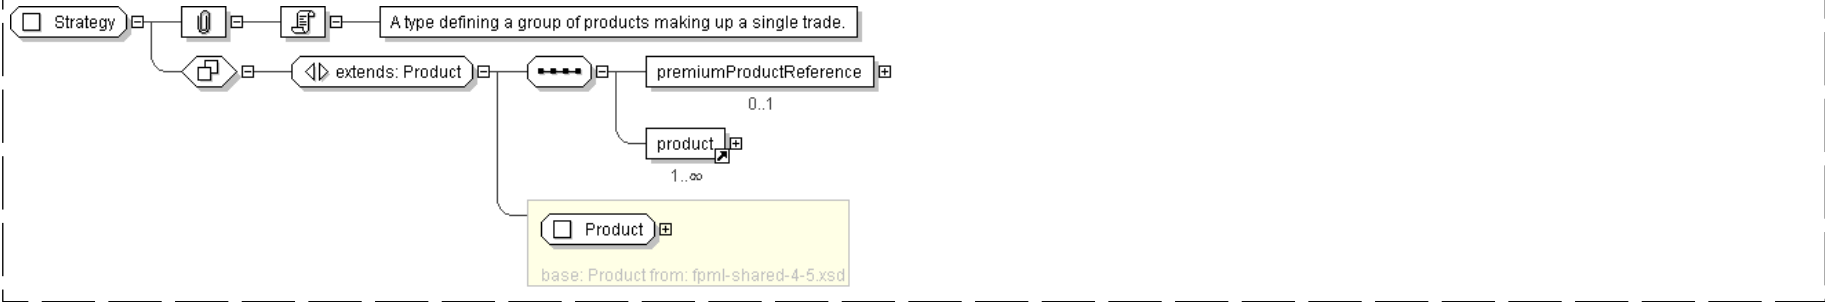 Strategy
A type defining a group of products making up a single trade.
extends: Product
premiumProductReference
0..1
product
1..∞
Product
base: Product from: fpml-shared-4-5.xsd